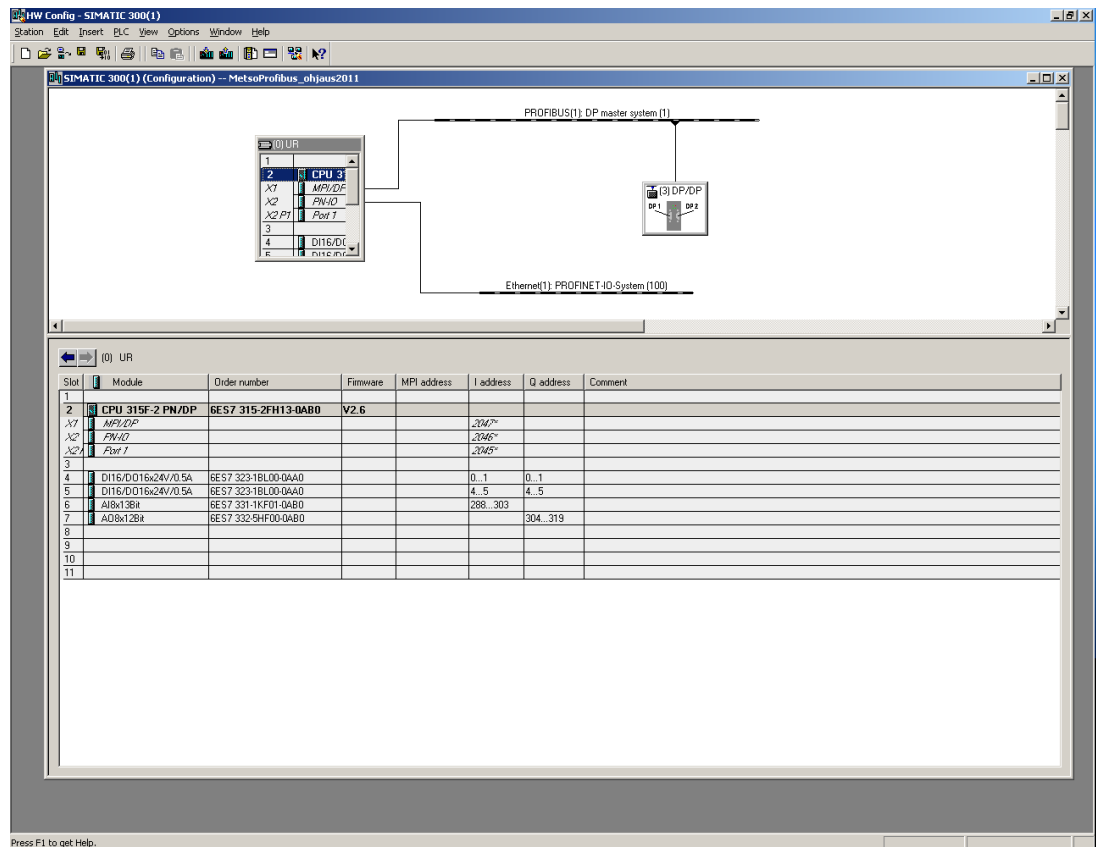 HW Config - SIMATIC 300(1)
Station Edit Insert PLC View Options Window Help
SIMATIC 300(1) (Configuration) -- MetsoProfibus_ohjaus2011
PROFIBUS(1): DP master system (1)
(0) UR
1
2 CPU 31
X1 MPI/DP
X2 PN-IO
X2 P1 Port 1
3
4 DI16/DO
5 DI16/DO
(3) DP/DP
DP 1 DP 2
Ethernet(1): PROFINET-IO-System (100)
(0) UR
Slot Module Order number Firmware MPI address I address Q address Comment
1
2 CPU 315F-2 PN/DP 6ES7 315-2FH13-0AB0 V2.6
X1 MPI/DP 2047*
X2 PN-IO 2046*
X2 Port 1 2045*
3
4 DI16/DO16x24V/0.5A 6ES7 323-1BL00-0AA0 0...1 0...1
5 DI16/DO16x24V/0.5A 6ES7 323-1BL00-0AA0 4...5 4...5
6 AI8x13Bit 6ES7 331-1KF01-0AB0 288...303
7 AO8x12Bit 6ES7 332-5HF00-0AB0 304...319
8
9
10
11
Press F1 to get Help.